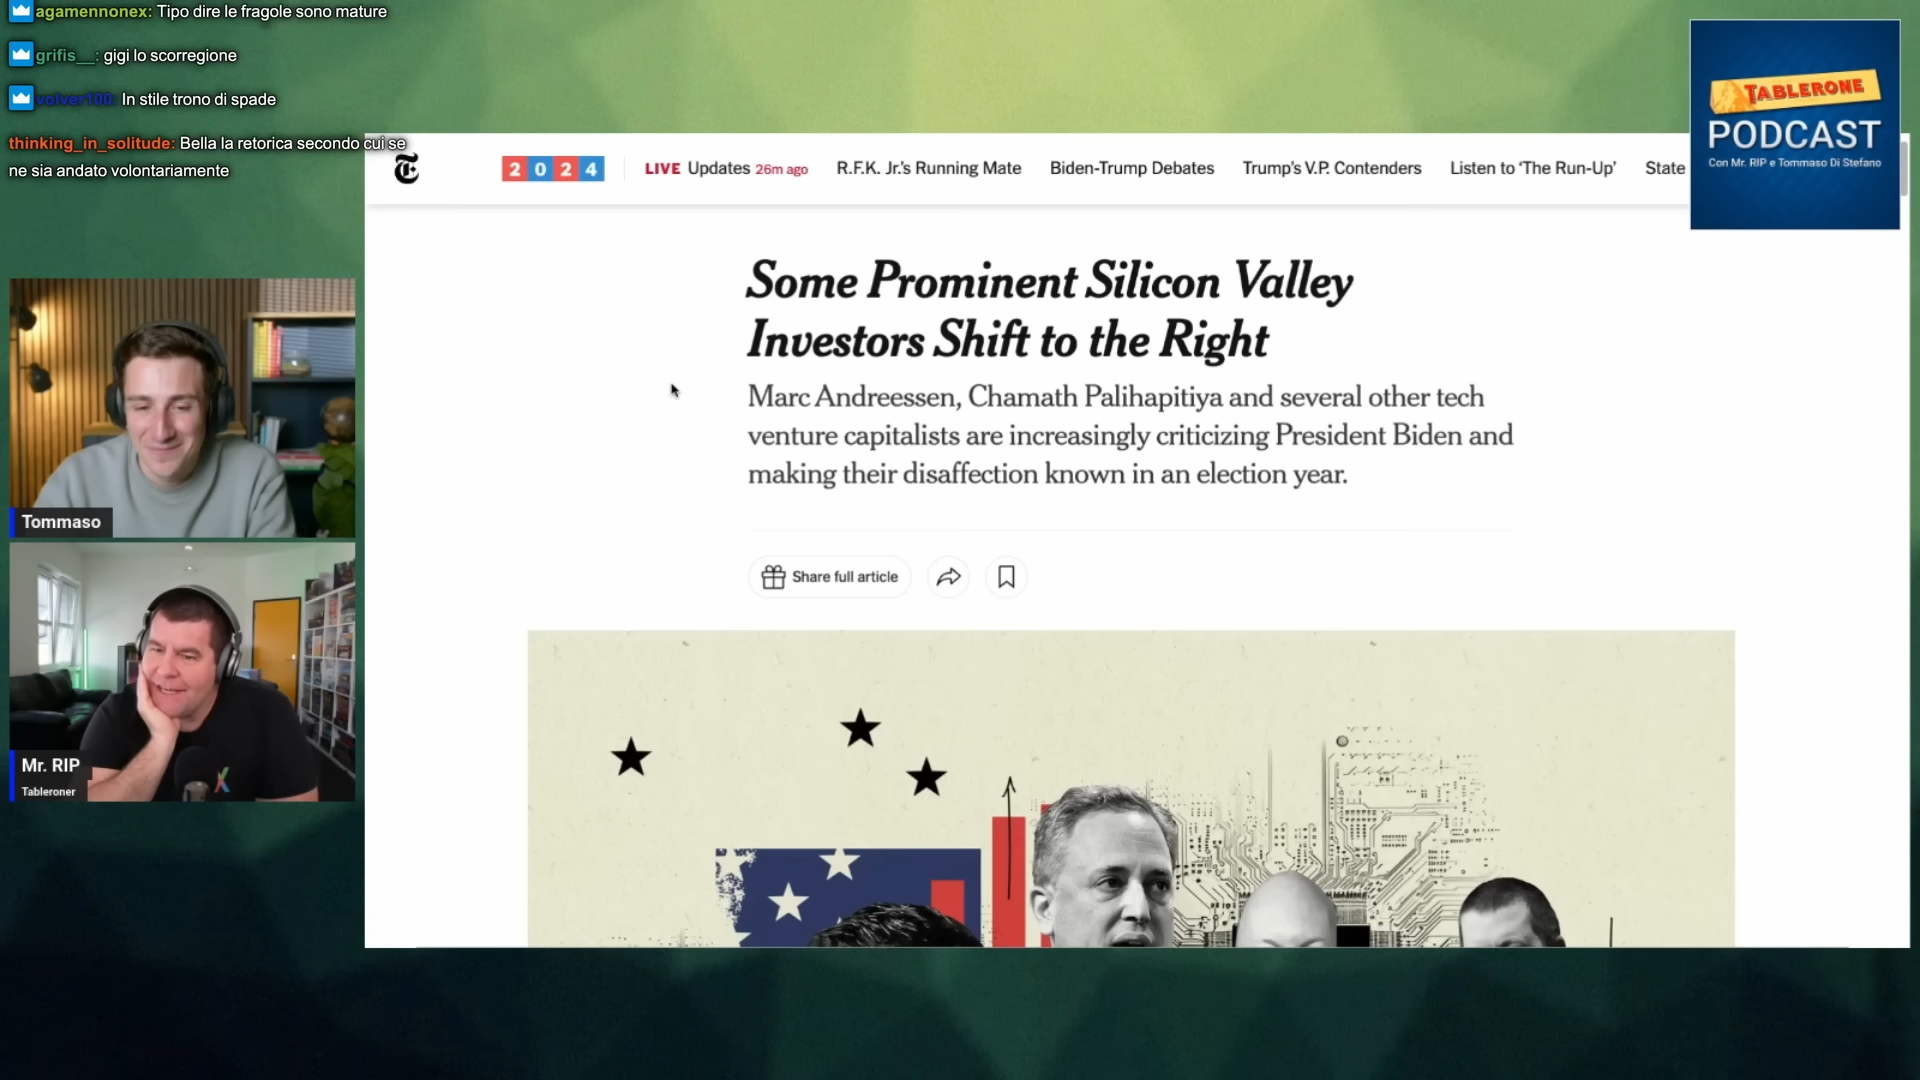 agamennonex: Tipo dire le fragole sono mature
grifis__: gigi lo scorregione
volver100: In stile trono di spade
thinking_in_solitude: Bella la retorica secondo cui se
ne sia andato volontariamente
TABLERONE
PODCAST
Con Mr. RIP e Tommaso Di Stefano
2024
LIVE Updates 26m ago
R.F.K. Jr.'s Running Mate
Biden-Trump Debates
Trump's V.P. Contenders
Listen to ‘The Run-Up’
State
Some Prominent Silicon Valley
Investors Shift to the Right
Marc Andreessen, Chamath Palihapitiya and several other tech
venture capitalists are increasingly criticizing President Biden and
making their disaffection known in an election year.
Share full article
Tommaso
Mr. RIP
Tableroner